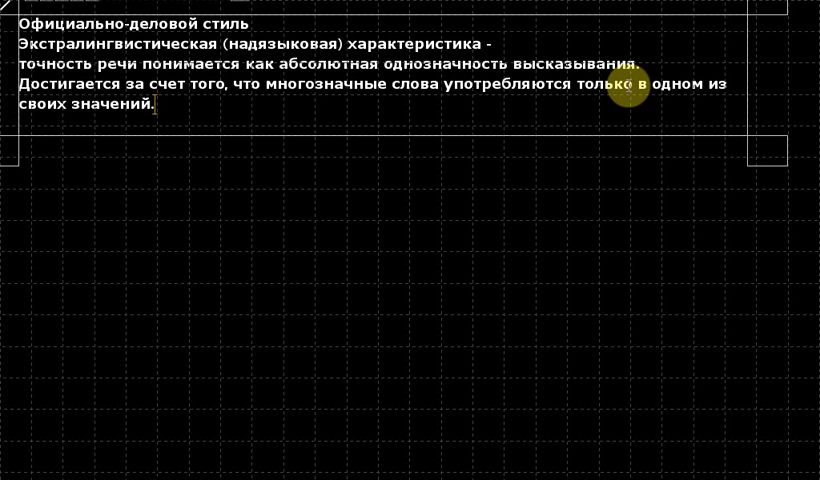 Официально-деловой стиль
Экстралингвистическая (надязыковая) характеристика -
точность речи понимается как абсолютная однозначность высказывания.
Достигается за счет того, что многозначные слова употребляются только в одном из
своих значений.